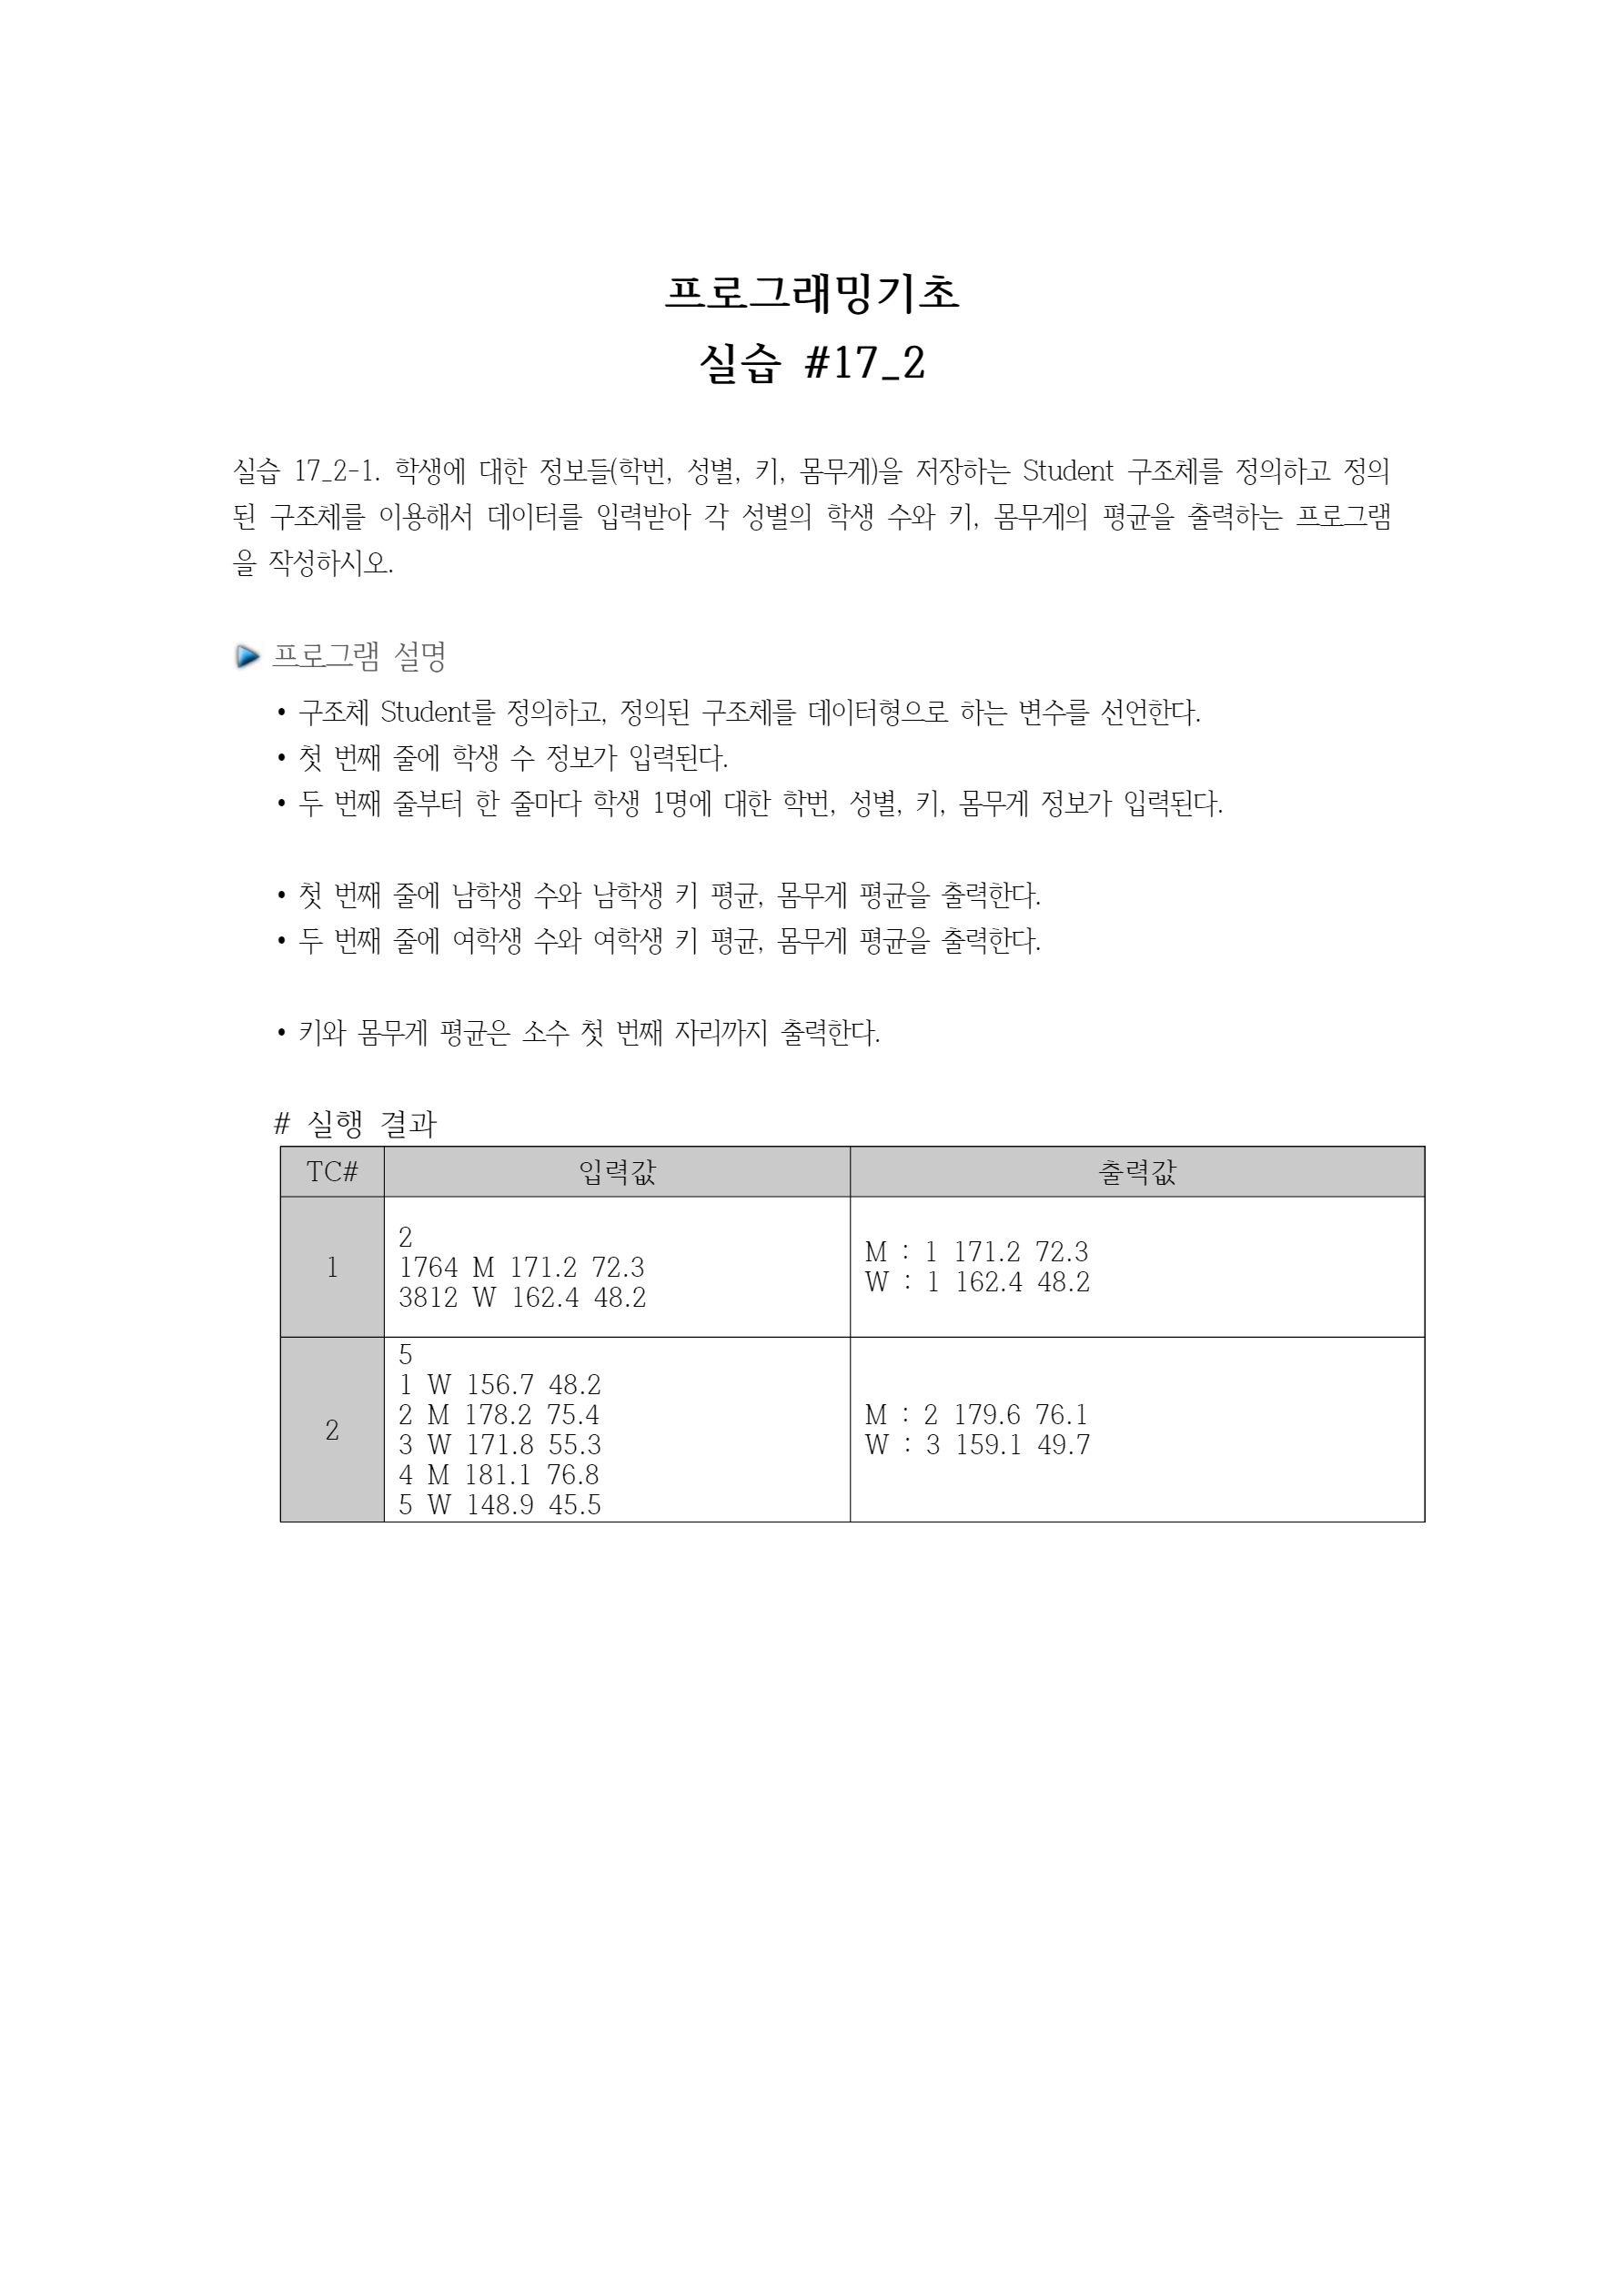 프로그래밍기초
실습 #17_2
실습 17_2-1. 학생에 대한 정보들(학번, 성별, 키, 몸무게)을 저장하는 Student 구조체를 정의하고 정의
된 구조체를 이용해서 데이터를 입력받아 각 성별의 학생 수와 키, 몸무게의 평균을 출력하는 프로그램
을 작성하시오.
프로그램 설명
• 구조체 Student를 정의하고, 정의된 구조체를 데이터형으로 하는 변수를 선언한다.
• 첫 번째 줄에 학생 수 정보가 입력된다.
• 두 번째 줄부터 한 줄마다 학생 1명에 대한 학번, 성별, 키, 몸무게 정보가 입력된다.
• 첫 번째 줄에 남학생 수와 남학생 키 평균, 몸무게 평균을 출력한다.
• 두 번째 줄에 여학생 수와 여학생 키 평균, 몸무게 평균을 출력한다.
• 키와 몸무게 평균은 소수 첫 번째 자리까지 출력한다.
# 실행 결과
TC# 입력값 출력값
1
2
1764 M 171.2 72.3
3812 W 162.4 48.2
M : 1 171.2 72.3
W : 1 162.4 48.2
2
5
1 W 156.7 48.2
2 M 178.2 75.4
3 W 171.8 55.3
4 M 181.1 76.8
5 W 148.9 45.5
M : 2 179.6 76.1
W : 3 159.1 49.7